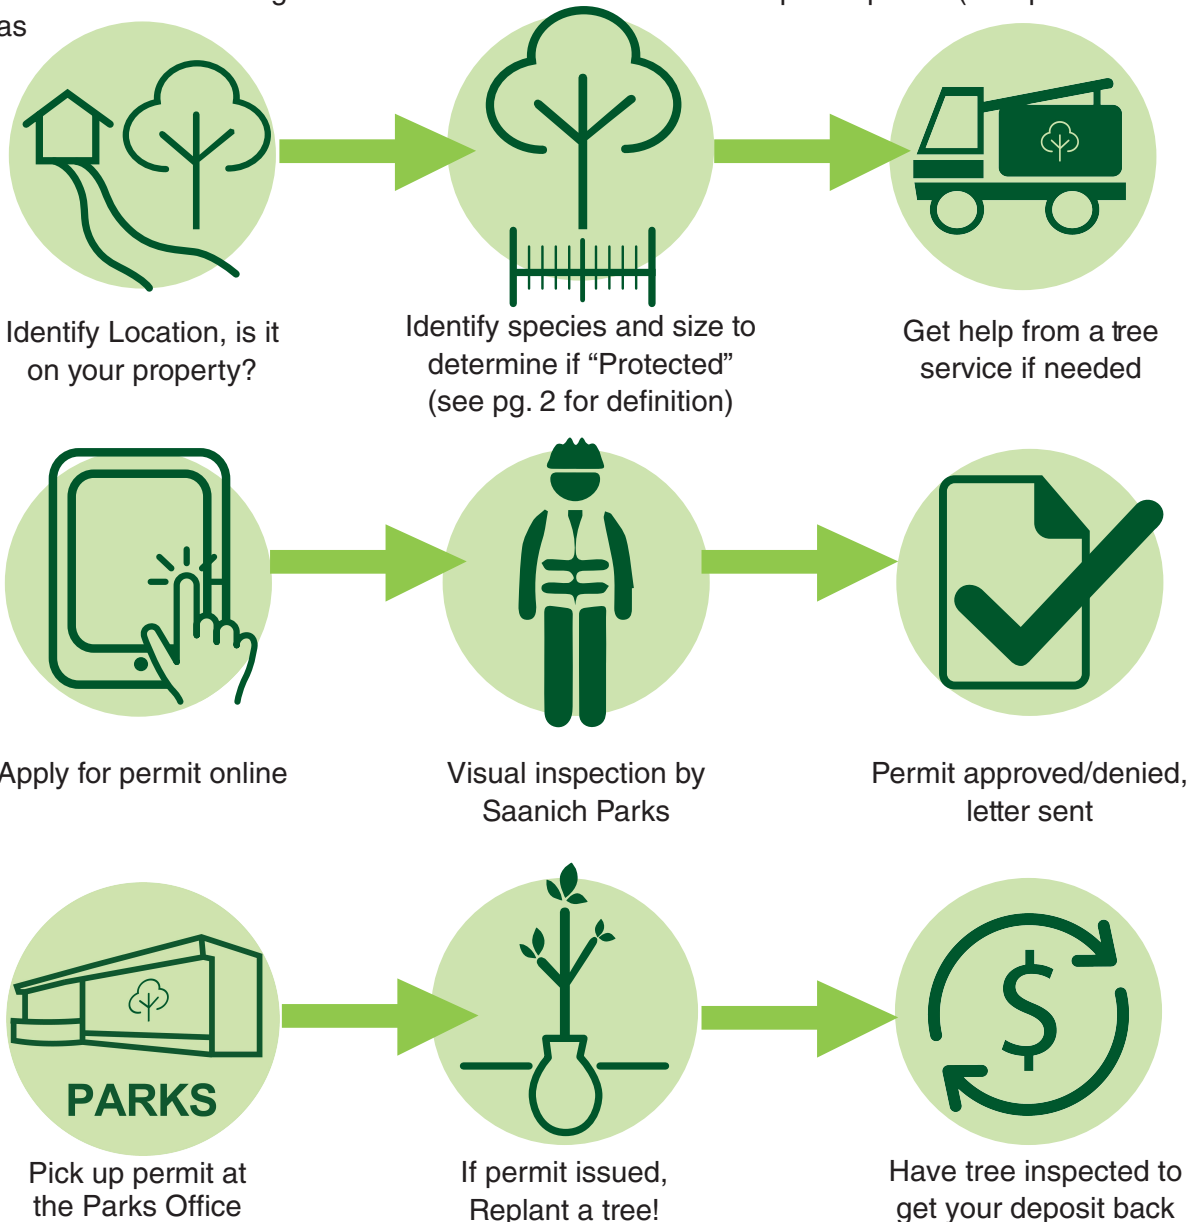 as
Identify Location, is it
on your property?
Identify species and size to
determine if “Protected”
(see pg. 2 for definition)
Get help from a tree
service if needed
Apply for permit online
Visual inspection by
Saanich Parks
Permit approved/denied,
letter sent
PARKS
Pick up permit at
the Parks Office
If permit issued,
Replant a tree!
Have tree inspected to
get your deposit back